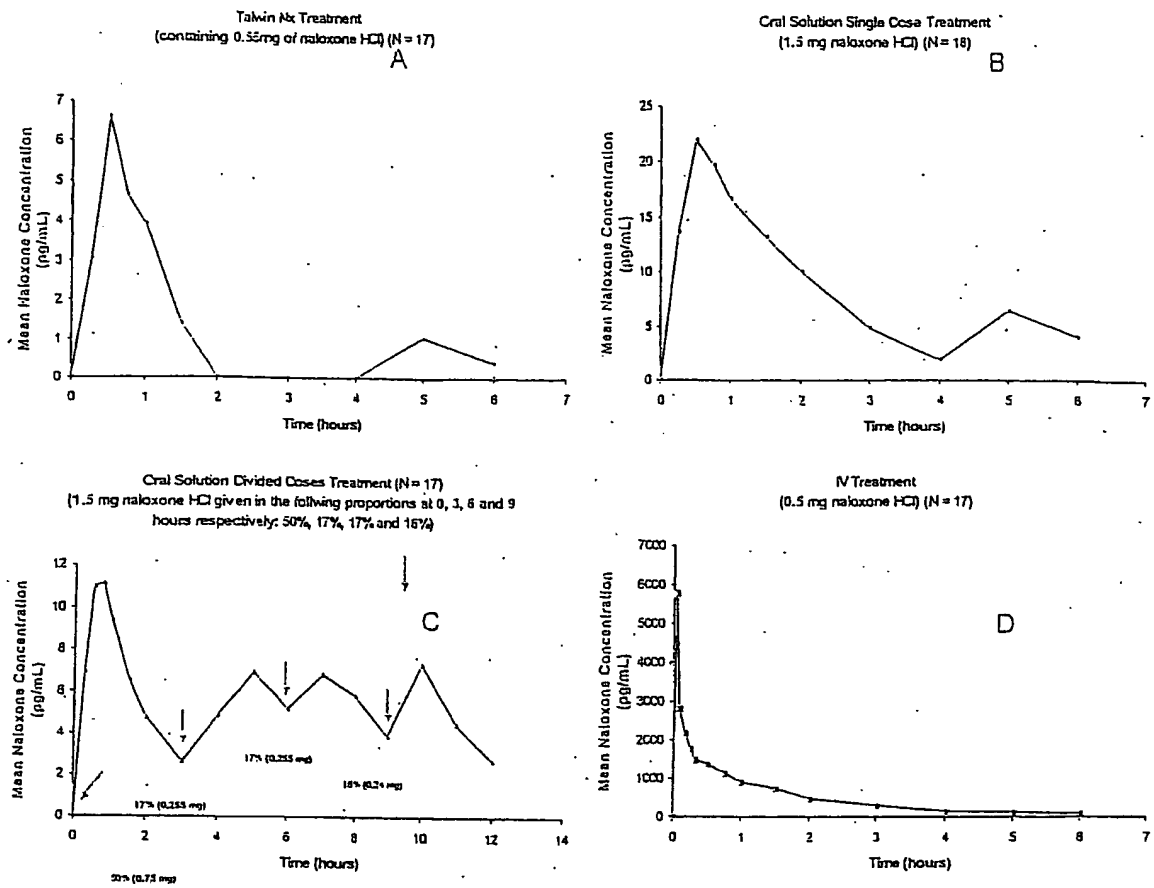 Talwin Nx Treatment
(containing 0.55mg of naloxone HCl) (N = 17)
A
Mean Naloxone Concentration
(pg/mL)
7
6
5
4
3
2
1
0
0 1 2 3 4 5 6 7
Time (hours)
Oral Solution Single Dose Treatment
(1.5 mg naloxone HCl) (N = 18)
B
Mean Naloxone Concentration
(pg/mL)
25
20
15
10
5
0
0 1 2 3 4 5 6 7
Time (hours)
Oral Solution Divided Doses Treatment (N = 17)
(1.5 mg naloxone HCl given in the follwing proportions at 0, 3, 6 and 9
hours respectively: 50%, 17%, 17% and 16%)
C
Mean Naloxone Concentration
(pg/mL)
12
10
8
6
4
2
0
17% (0.255 mg)
17% (0.255 mg)
16% (0.24 mg)
0 2 4 6 8 10 12 14
Time (hours)
50% (0.75 mg)
IV Treatment
(0.5 mg naloxone HCl) (N = 17)
D
Mean Naloxone Concentration
(pg/mL)
7000
6000
5000
4000
3000
2000
1000
0
0 1 2 3 4 5 6 7
Time (hours)